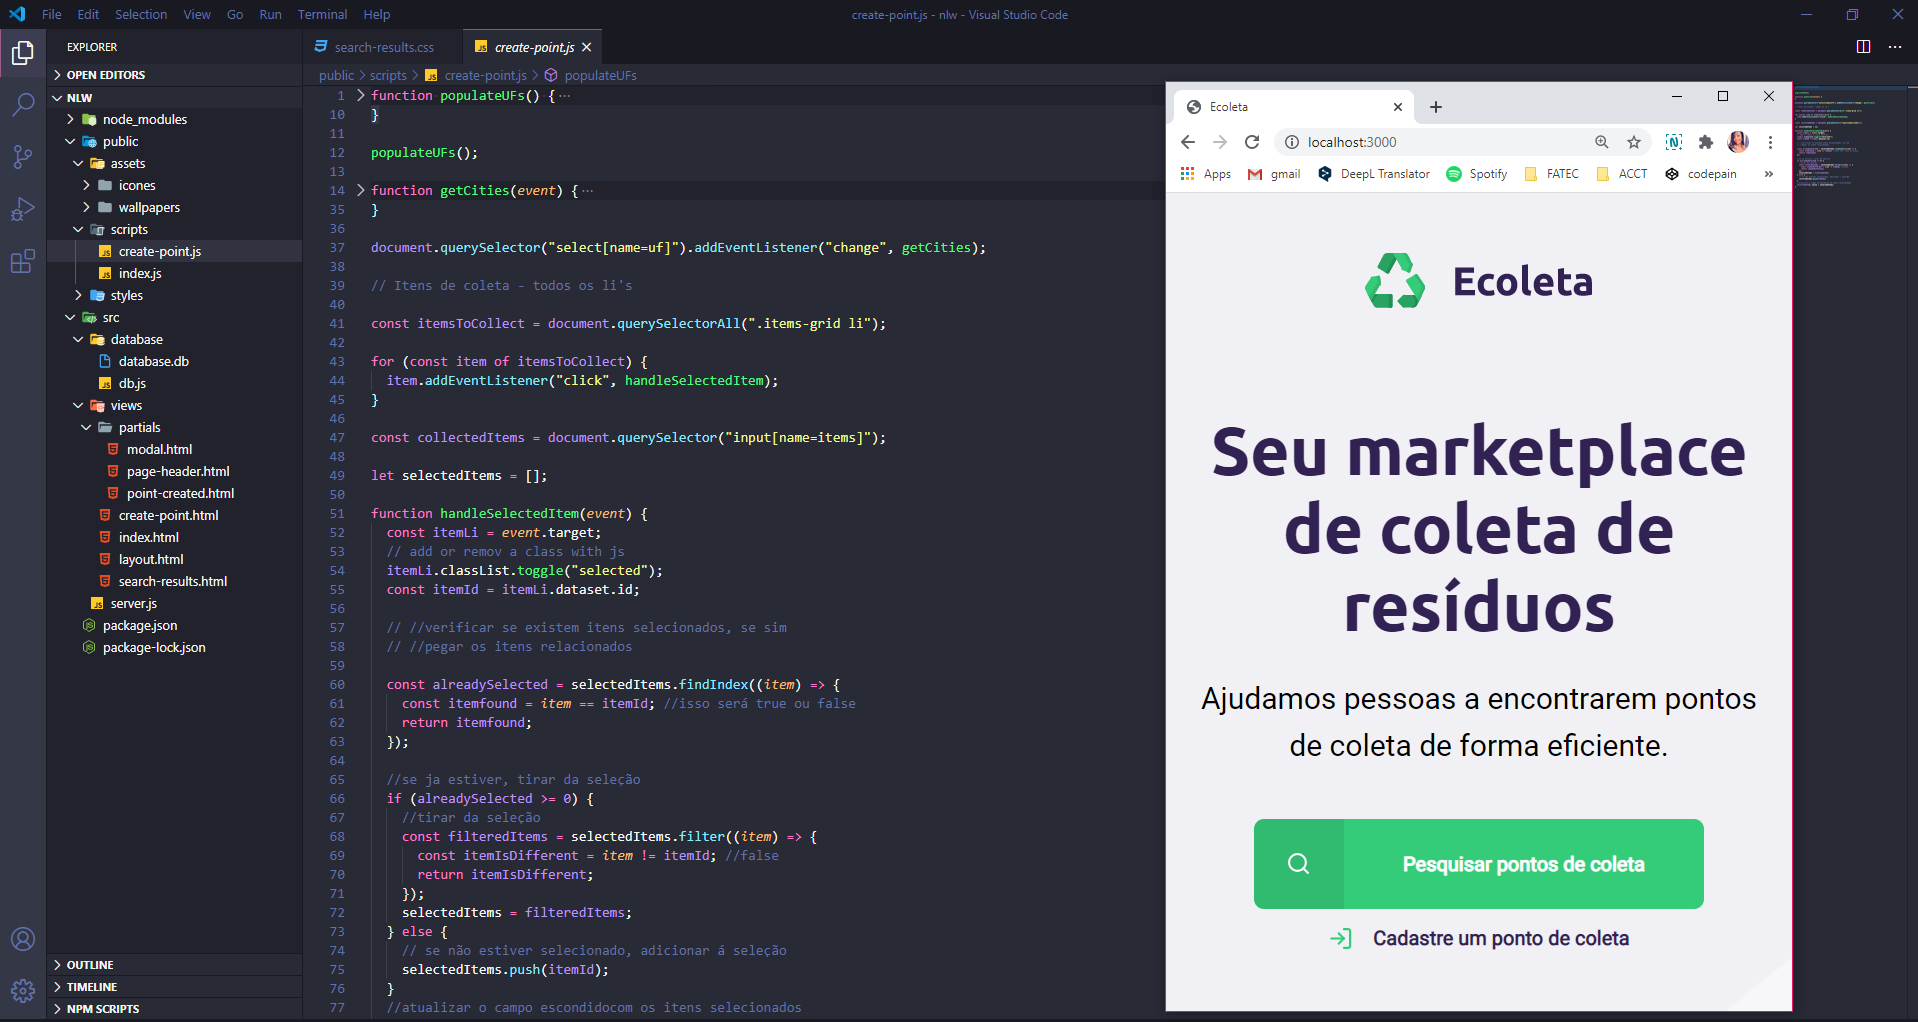 File Edit Selection View Go Run Terminal Help
create-point.js - nlw - Visual Studio Code
EXPLORER
OPEN EDITORS
NLW
node_modules
public
assets
icones
wallpapers
scripts
create-point.js
index.js
styles
src
database
database.db
db.js
views
partials
modal.html
page-header.html
point-created.html
create-point.html
index.html
layout.html
search-results.html
server.js
package.json
package-lock.json
OUTLINE
TIMELINE
NPM SCRIPTS
search-results.css
create-point.js
public > scripts > create-point.js > populateUFs
1 function populateUFs() { ···
10 }
11
12 populateUFs();
13
14 function getCities(event) { ···
35 }
36
37 document.querySelector("select[name=uf]").addEventListener("change", getCities);
38
39 // Itens de coleta - todos os li's
40
41 const itemsToCollect = document.querySelectorAll(".items-grid li");
42
43 for (const item of itemsToCollect) {
44 item.addEventListener("click", handleSelectedItem);
45 }
46
47 const collectedItems = document.querySelector("input[name=items]");
48
49 let selectedItems = [];
50
51 function handleSelectedItem(event) {
52 const itemLi = event.target;
53 // add or remov a class with js
54 itemLi.classList.toggle("selected");
55 const itemId = itemLi.dataset.id;
56
57 // //verificar se existem itens selecionados, se sim
58 // //pegar os itens relacionados
59
60 const alreadySelected = selectedItems.findIndex((item) => {
61 const itemfound = item == itemId; //isso será true ou false
62 return itemfound;
63 });
64
65 //se ja estiver, tirar da seleção
66 if (alreadySelected >= 0) {
67 //tirar da seleção
68 const filteredItems = selectedItems.filter((item) => {
69 const itemIsDifferent = item != itemId; //false
70 return itemIsDifferent;
71 });
72 selectedItems = filteredItems;
73 } else {
74 // se não estiver selecionado, adicionar á seleção
75 selectedItems.push(itemId);
76 }
77 //atualizar o campo escondidocom os itens selecionados
Ecoleta
localhost:3000
Apps gmail DeepL Translator Spotify FATEC ACCT codepain »
Ecoleta
Seu marketplace
de coleta de
resíduos
Ajudamos pessoas a encontrarem pontos
de coleta de forma eficiente.
Pesquisar pontos de coleta
Cadastre um ponto de coleta